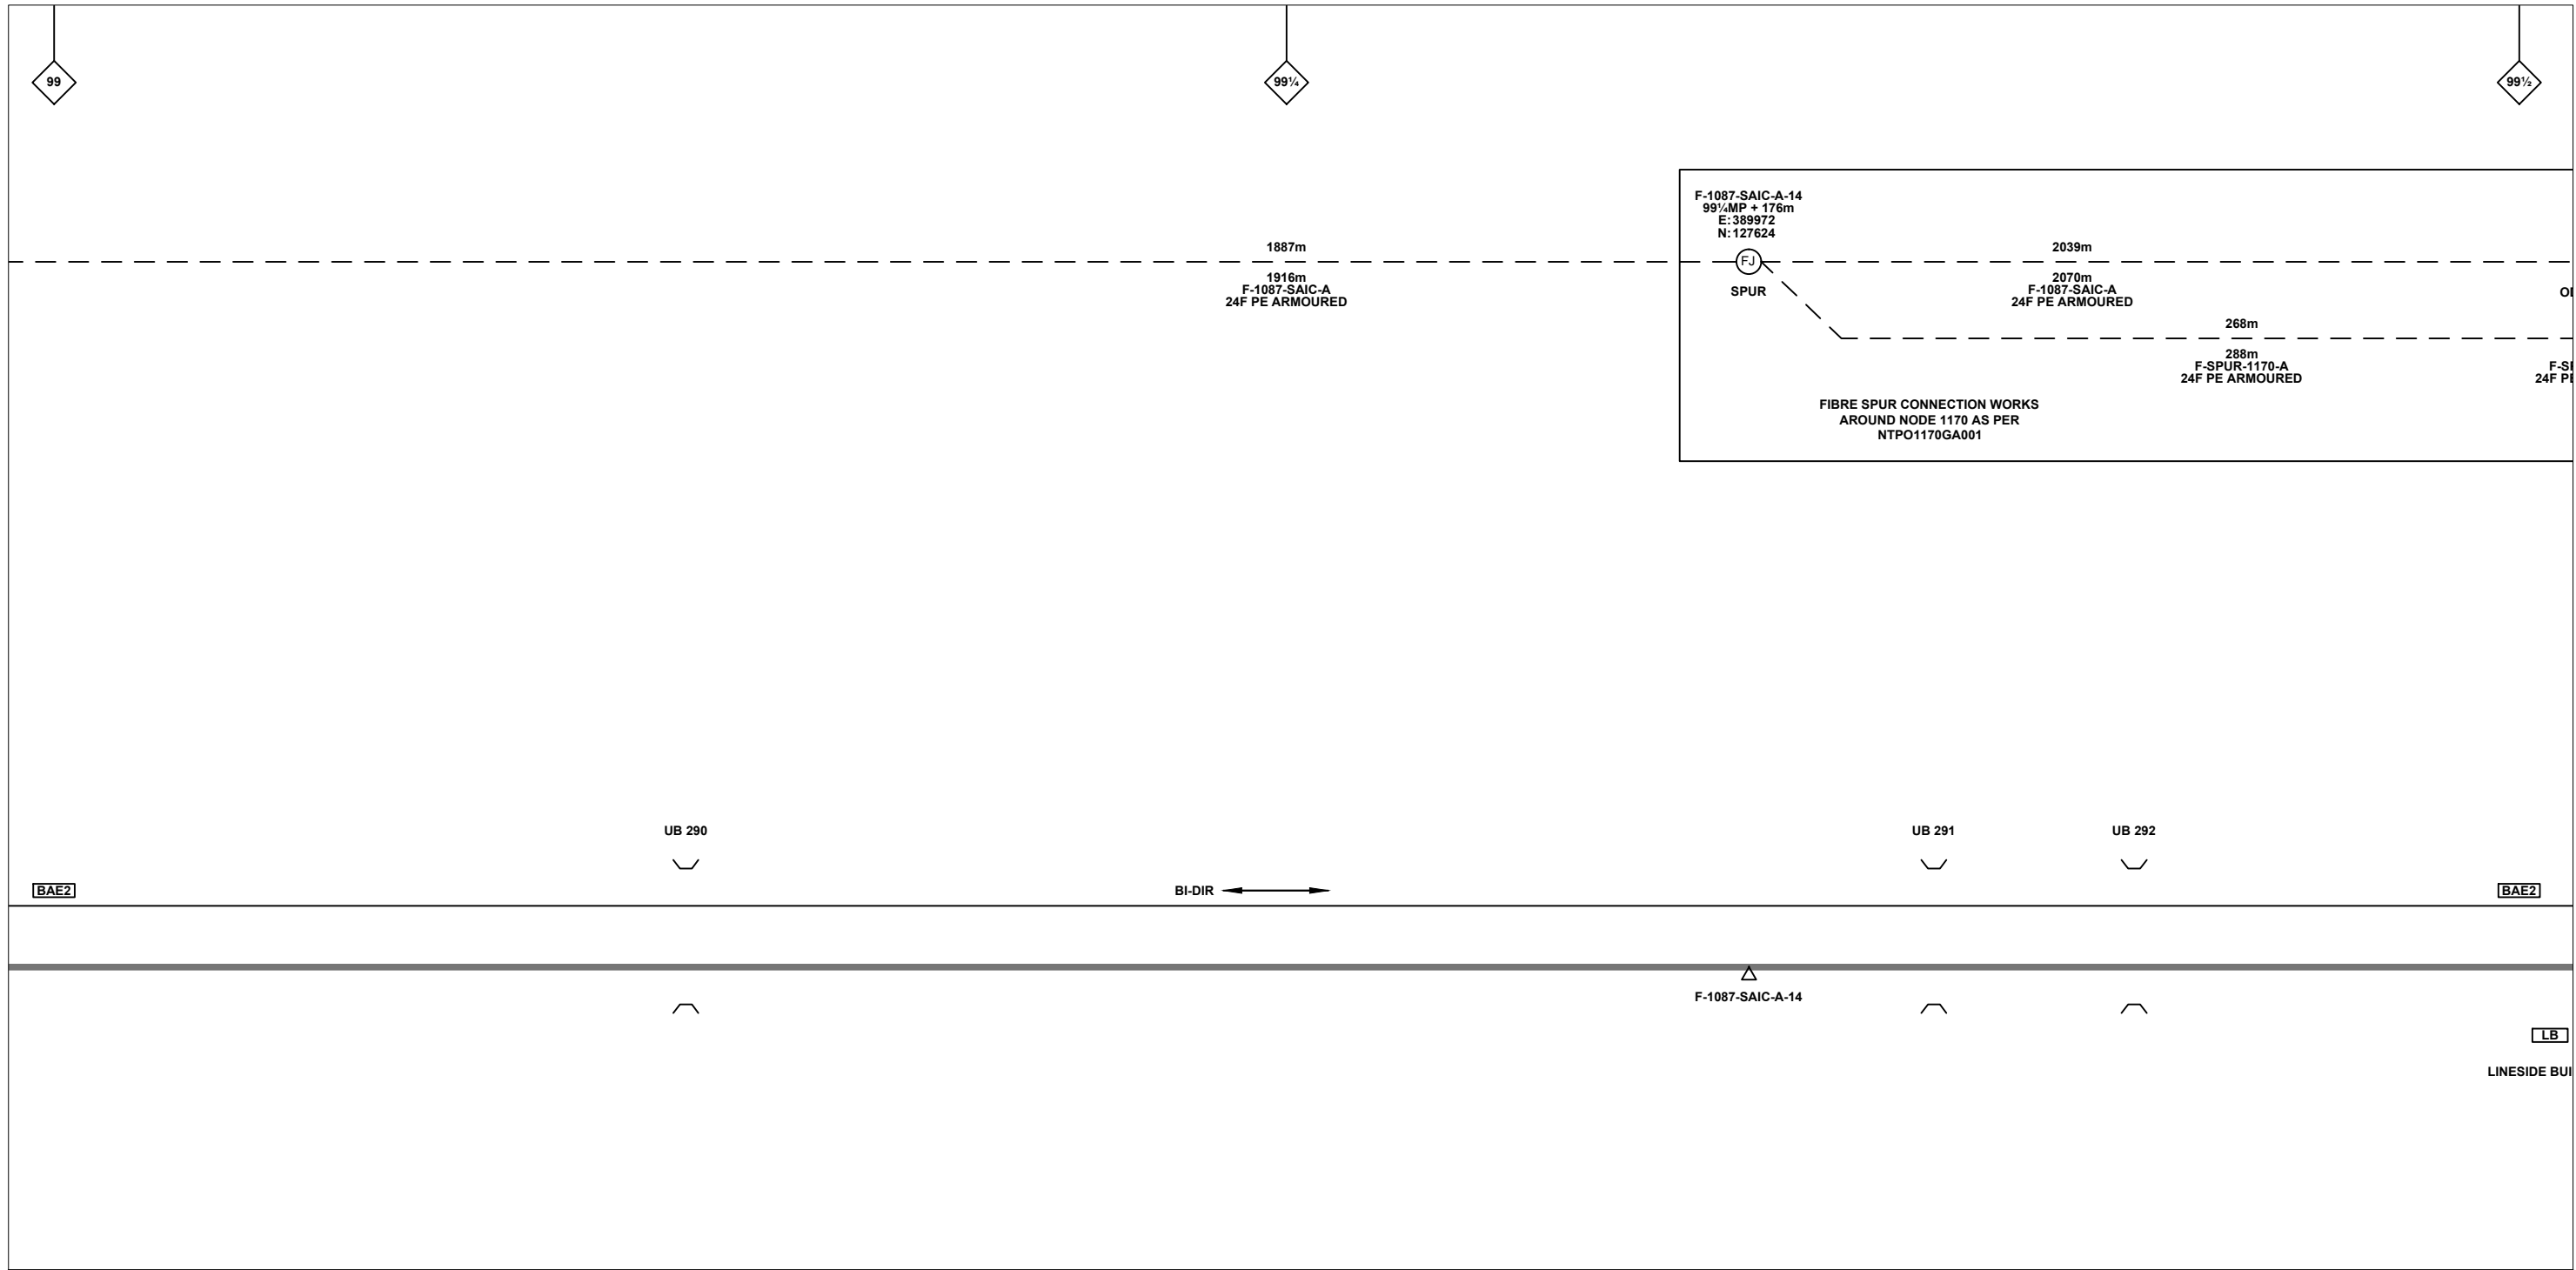 99
99¼
99½
F-1087-SAIC-A-14
99¼MP + 176m
E:389972
N:127624
1887m
2039m
FJ
1916m
F-1087-SAIC-A
24F PE ARMOURED
SPUR
2070m
F-1087-SAIC-A
24F PE ARMOURED
268m
288m
F-SPUR-1170-A
24F PE ARMOURED
24F
FIBRE SPUR CONNECTION WORKS
AROUND NODE 1170 AS PER
NTPO1170GA001
UB 290
UB 291
UB 292
BAE2
BI-DIR
BAE2
F-1087-SAIC-A-14
LB
LINESIDE